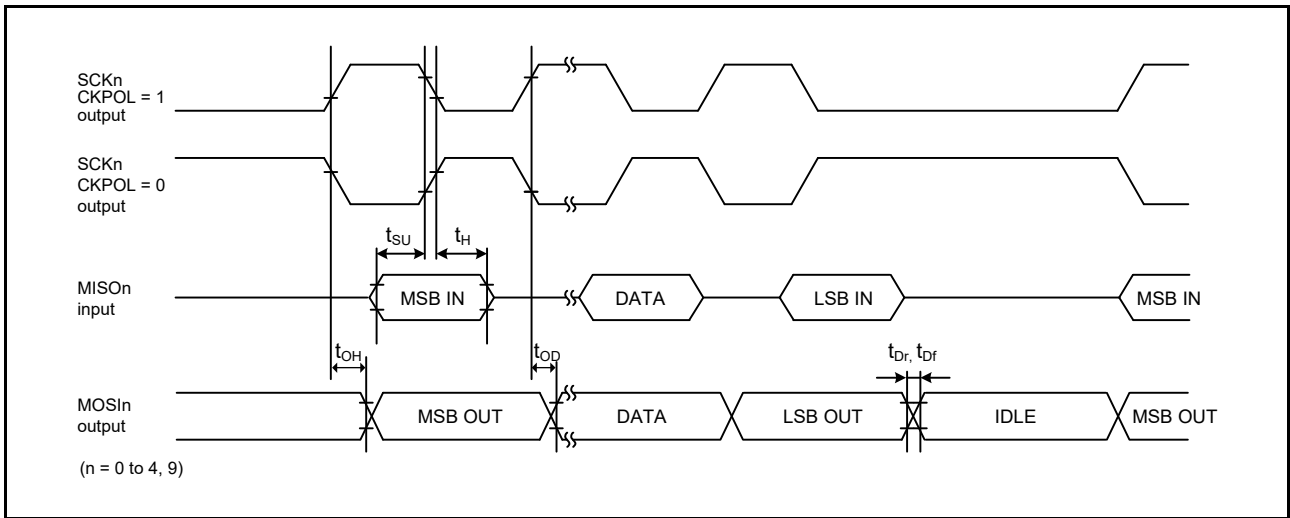 SCKn
CKPOL = 1
output
SCKn
CKPOL = 0
output
tSU
tH
MISOn
input
MSB IN
DATA
LSB IN
MSB IN
tOH
tOD
tDr, tDf
MOSIn
output
MSB OUT
DATA
LSB OUT
IDLE
MSB OUT
(n = 0 to 4, 9)